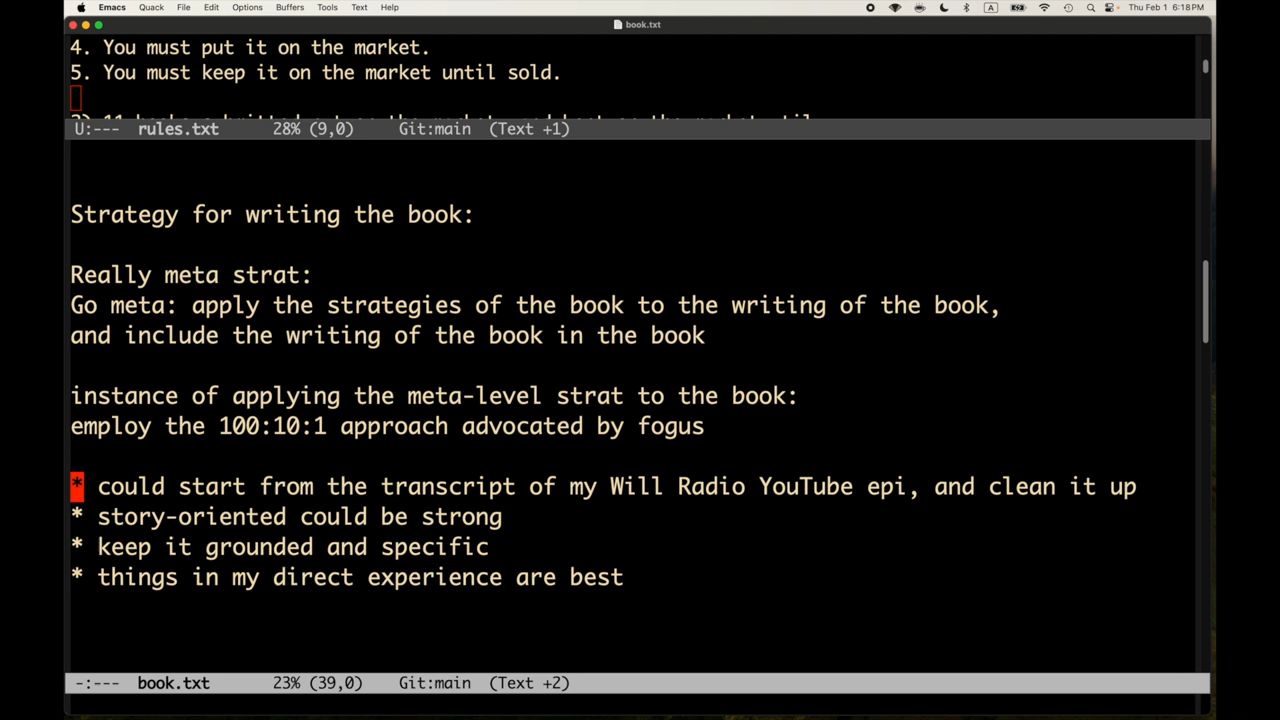 Emacs Quack File Edit Options Buffers Tools Text Help A Thu Feb 1 6:18 PM
book.txt
4. You must put it on the market.
5. You must keep it on the market until sold.
U:--- rules.txt 28% (9,0) Git:main (Text +1)
Strategy for writing the book:
Really meta strat:
Go meta: apply the strategies of the book to the writing of the book,
and include the writing of the book in the book
instance of applying the meta-level strat to the book:
employ the 100:10:1 approach advocated by fogus
* could start from the transcript of my Will Radio YouTube epi, and clean it up
* story-oriented could be strong
* keep it grounded and specific
* things in my direct experience are best
-:--- book.txt 23% (39,0) Git:main (Text +2)